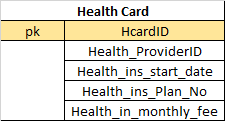 Health Card
pk HcardID
Health_ProviderID
Health_ins_start_date
Health_ins_Plan_No
Health_in_monthly_fee